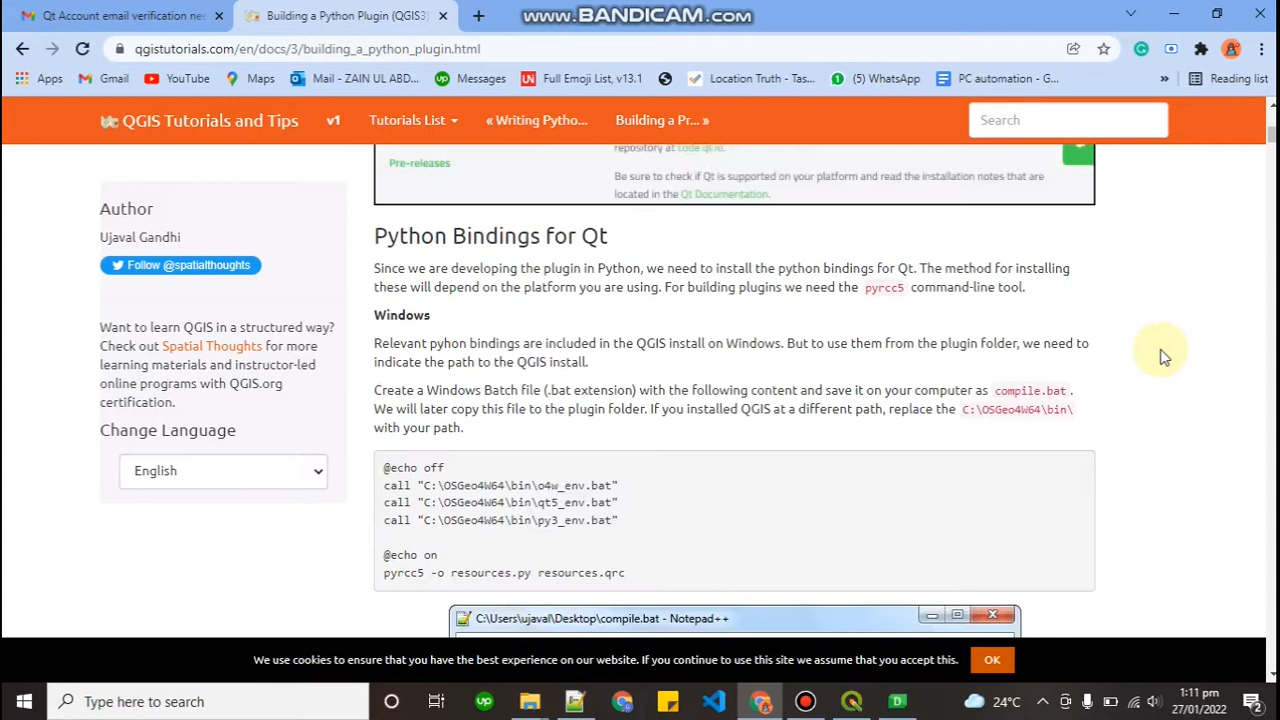 Qt Account email verification ne
Building a Python Plugin (QGIS3)
www.BANDICAM.com
qgistutorials.com/en/docs/3/building_a_python_plugin.html
Apps
Gmail
YouTube
Maps
Mail - ZAIN UL ABD...
Messages
Full Emoji List, v13.1
Location Truth - Tas...
(5) WhatsApp
PC automation - G...
»
Reading list
QGIS Tutorials and Tips
v1
Tutorials List
« Writing Pytho...
Building a Pr... »
Search
repository at code.qt.io.
Pre-releases
Be sure to check if Qt is supported on your platform and read the installation notes that are
located in the Qt Documentation.
Author
Ujaval Gandhi
Follow @spatialthoughts
Want to learn QGIS in a structured way?
Check out Spatial Thoughts for more
learning materials and instructor-led
online programs with QGIS.org
certification.
Change Language
English
Python Bindings for Qt
Since we are developing the plugin in Python, we need to install the python bindings for Qt. The method for installing
these will depend on the platform you are using. For building plugins we need the pyrcc5 command-line tool.
Windows
Relevant pyhon bindings are included in the QGIS install on Windows. But to use them from the plugin folder, we need to
indicate the path to the QGIS install.
Create a Windows Batch file (.bat extension) with the following content and save it on your computer as compile.bat.
We will later copy this file to the plugin folder. If you installed QGIS at a different path, replace the C:\OSGeo4W64\bin\
with your path.
@echo off
call "C:\OSGeo4W64\bin\o4w_env.bat"
call "C:\OSGeo4W64\bin\qt5_env.bat"
call "C:\OSGeo4W64\bin\py3_env.bat"
@echo on
pyrcc5 -o resources.py resources.qrc
C:\Users\ujaval\Desktop\compile.bat - Notepad++
We use cookies to ensure that you have the best experience on our website. If you continue to use this site we assume that you accept this.
OK
Type here to search
24°C
1:11 pm
27/01/2022
2